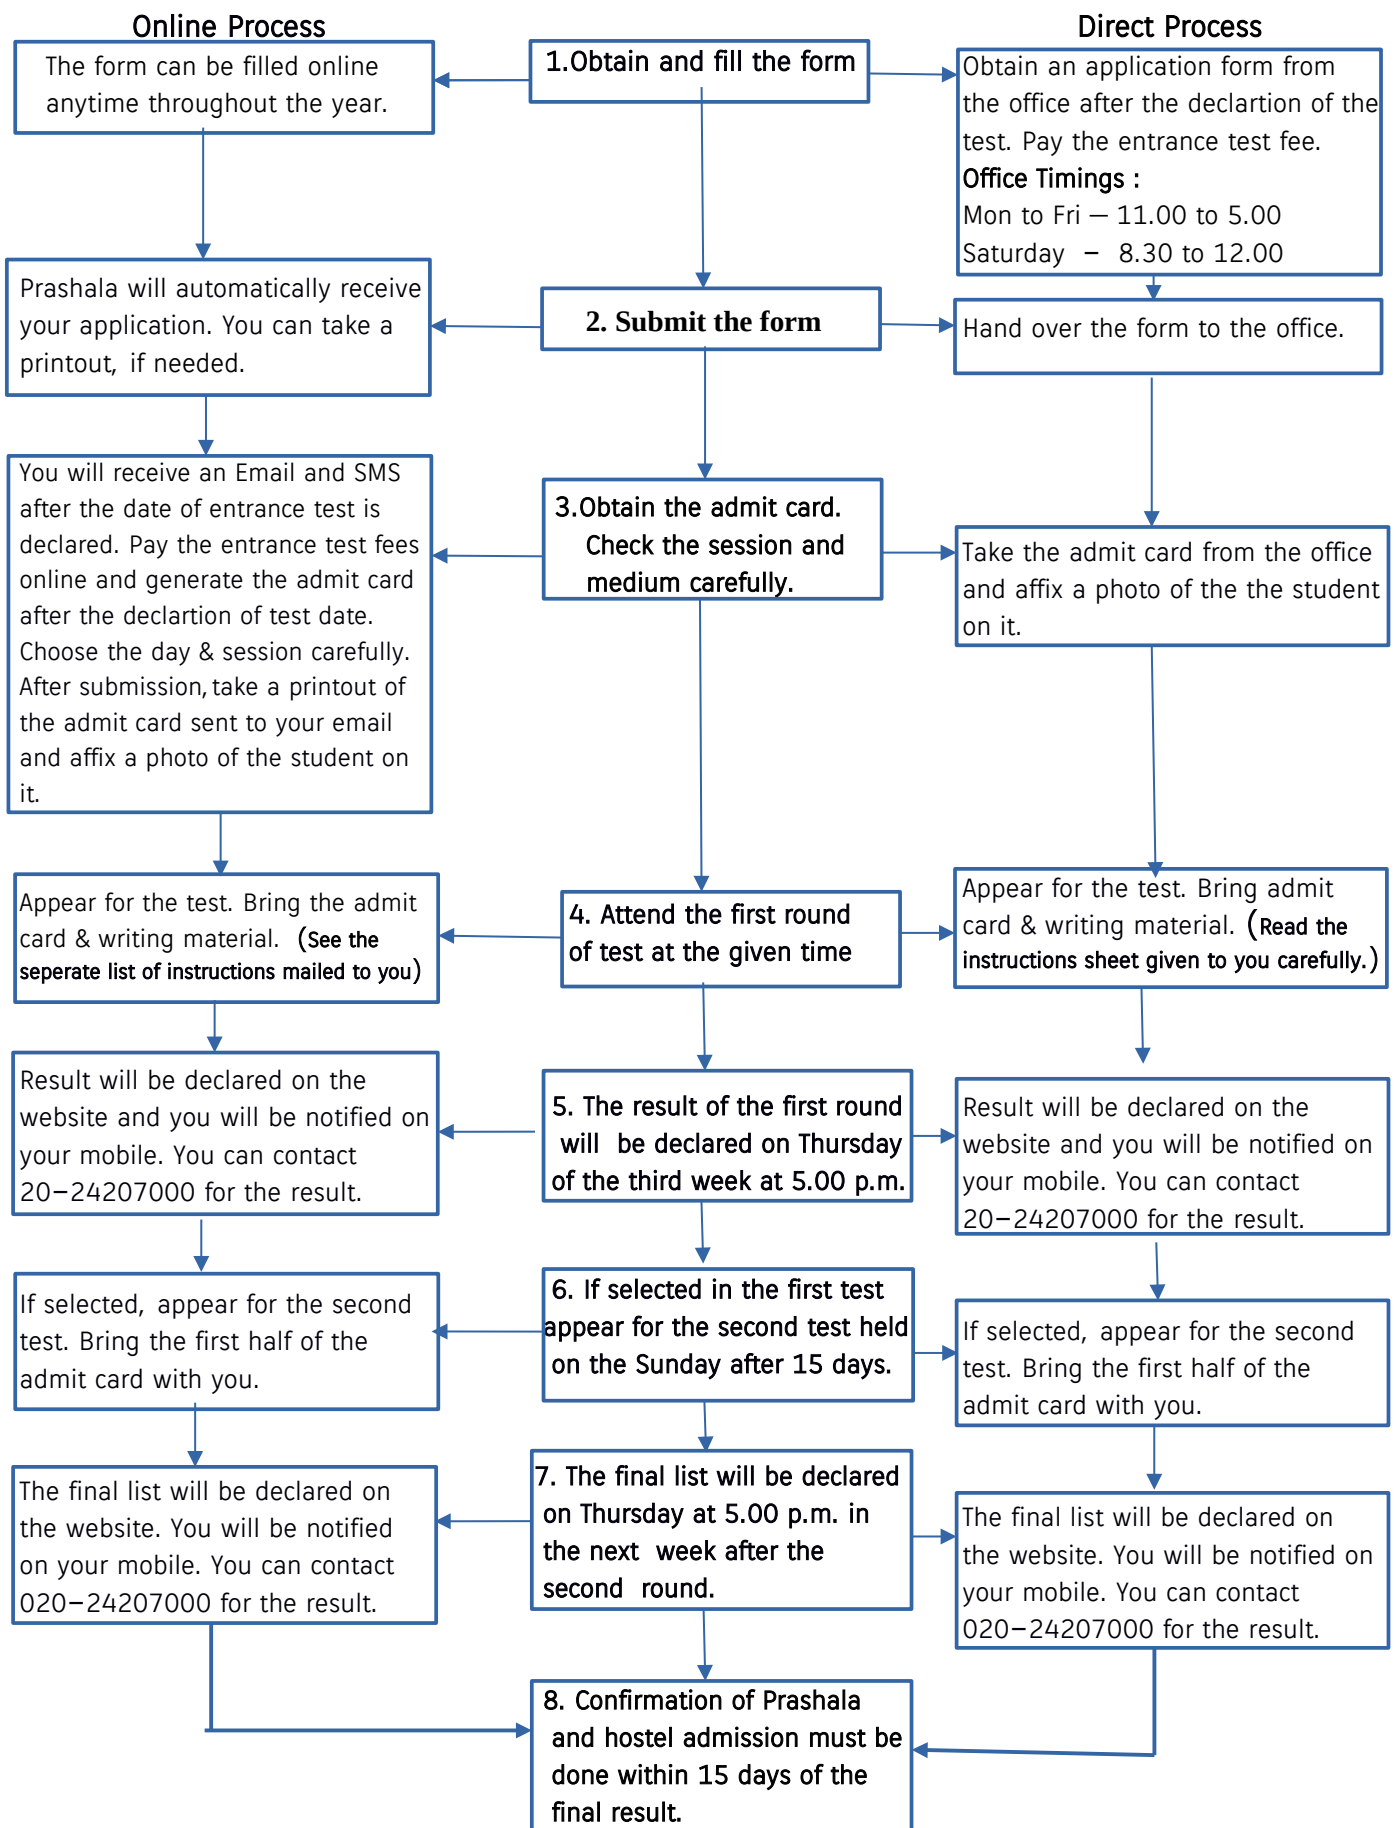 Online Process
Direct Process
The form can be filled online
anytime throughout the year.
1.Obtain and fill the form
Obtain an application form from
the office after the declartion of the
test. Pay the entrance test fee.
Office Timings :
Mon to Fri – 11.00 to 5.00
Saturday – 8.30 to 12.00
Prashala will automatically receive
your application. You can take a
printout, if needed.
2. Submit the form
Hand over the form to the office.
You will receive an Email and SMS
after the date of entrance test is
declared. Pay the entrance test fees
online and generate the admit card
after the declartion of test date.
Choose the day & session carefully.
After submission, take a printout of
the admit card sent to your email
and affix a photo of the student on
it.
3.Obtain the admit card.
Check the session and
medium carefully.
Take the admit card from the office
and affix a photo of the the student
on it.
Appear for the test. Bring the admit
card & writing material. (See the
seperate list of instructions mailed to you)
4. Attend the first round
of test at the given time
Appear for the test. Bring admit
card & writing material. (Read the
instructions sheet given to you carefully.)
Result will be declared on the
website and you will be notified on
your mobile. You can contact
20–24207000 for the result.
5. The result of the first round
will be declared on Thursday
of the third week at 5.00 p.m.
Result will be declared on the
website and you will be notified on
your mobile. You can contact
20–24207000 for the result.
If selected, appear for the second
test. Bring the first half of the
admit card with you.
6. If selected in the first test
appear for the second test held
on the Sunday after 15 days.
If selected, appear for the second
test. Bring the first half of the
admit card with you.
The final list will be declared on
the website. You will be notified
on your mobile. You can contact
020–24207000 for the result.
7. The final list will be declared
on Thursday at 5.00 p.m. in
the next week after the
second round.
The final list will be declared on
the website. You will be notified on
your mobile. You can contact
020–24207000 for the result.
8. Confirmation of Prashala
and hostel admission must be
done within 15 days of the
final result.